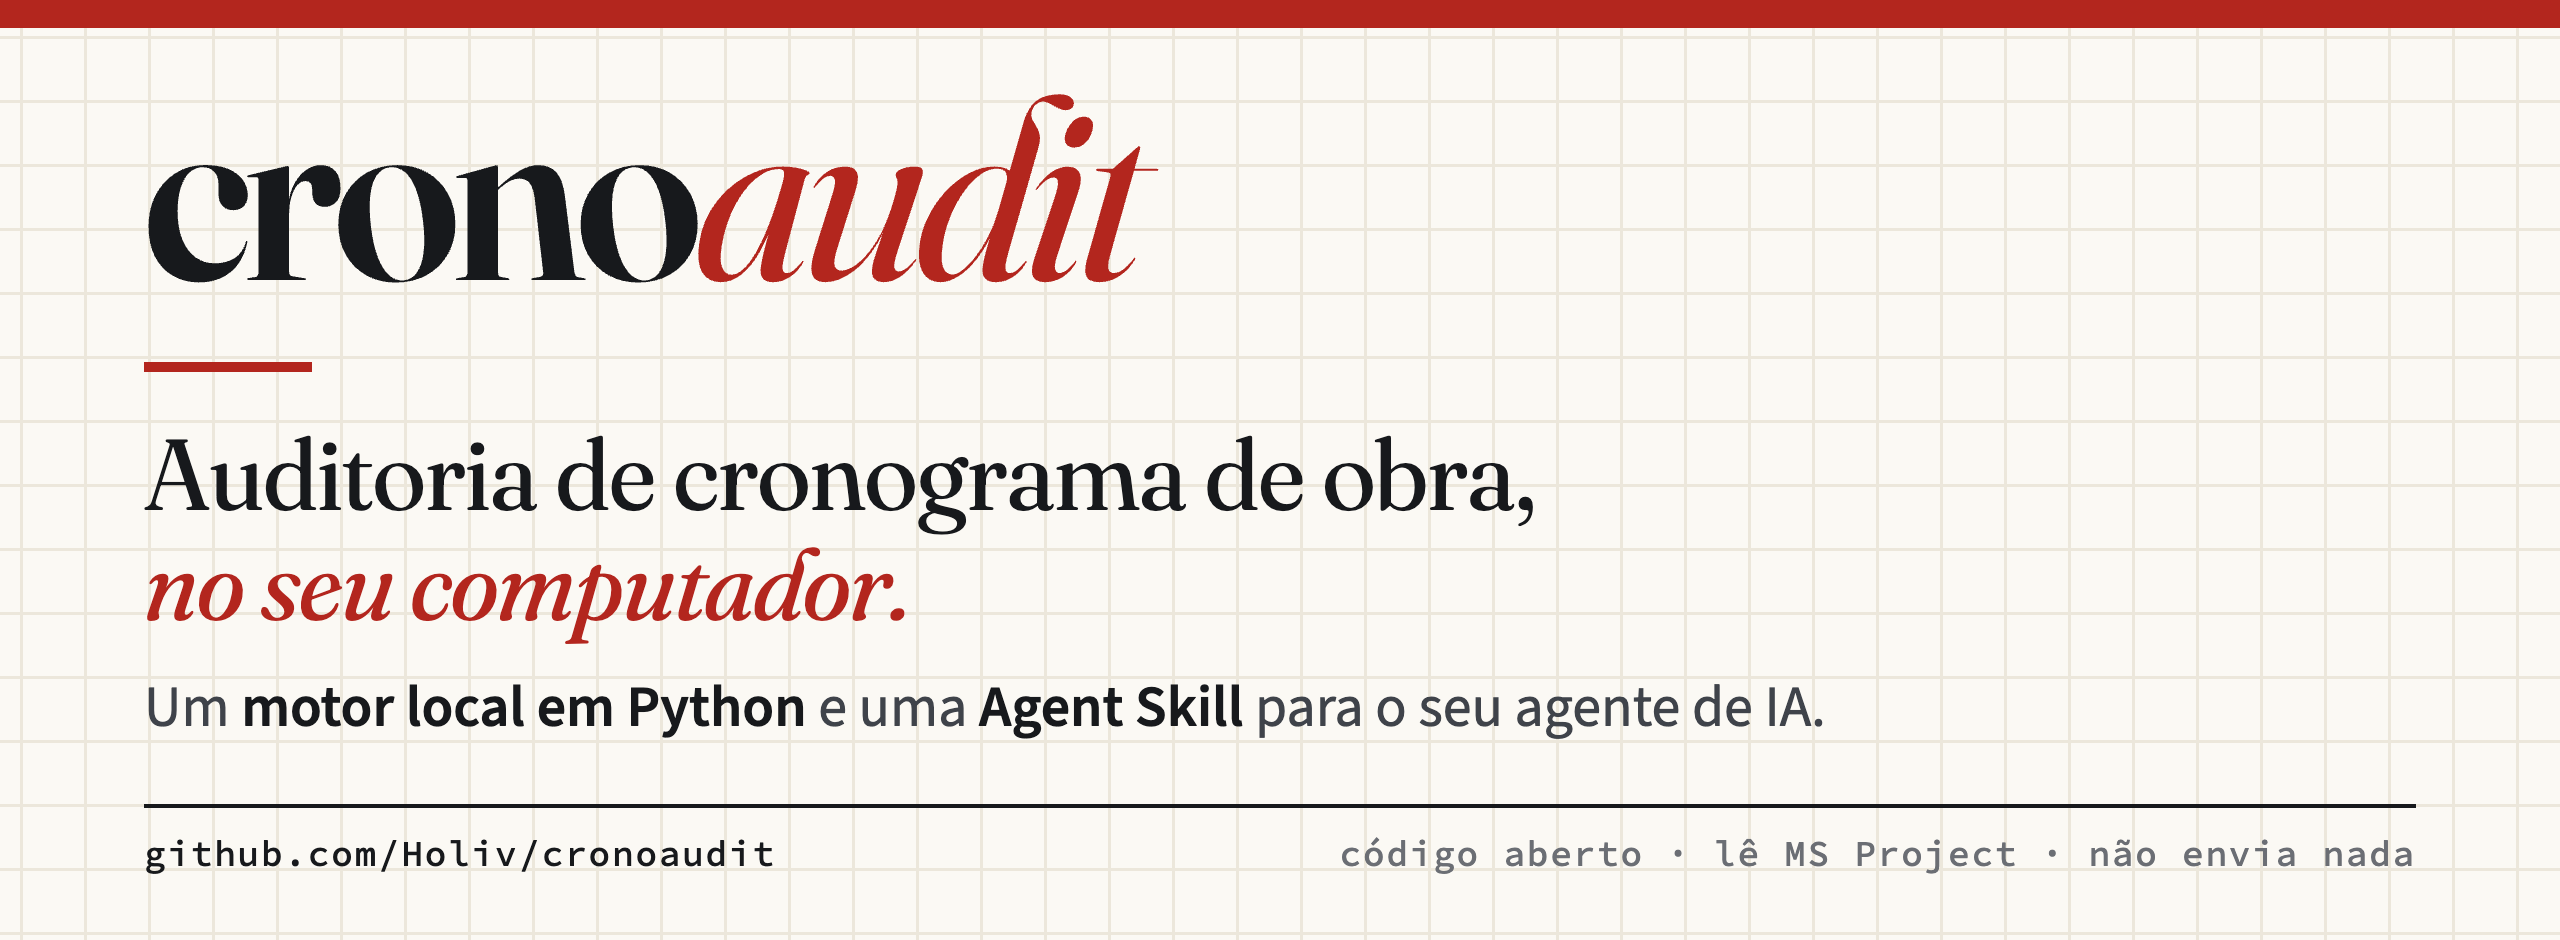 cronoaudit
Auditoria de cronograma de obra,
no seu computador.
Um motor local em Python e uma Agent Skill para o seu agente de IA.
github.com/Holiv/cronoaudit
código aberto · lê MS Project · não envia nada